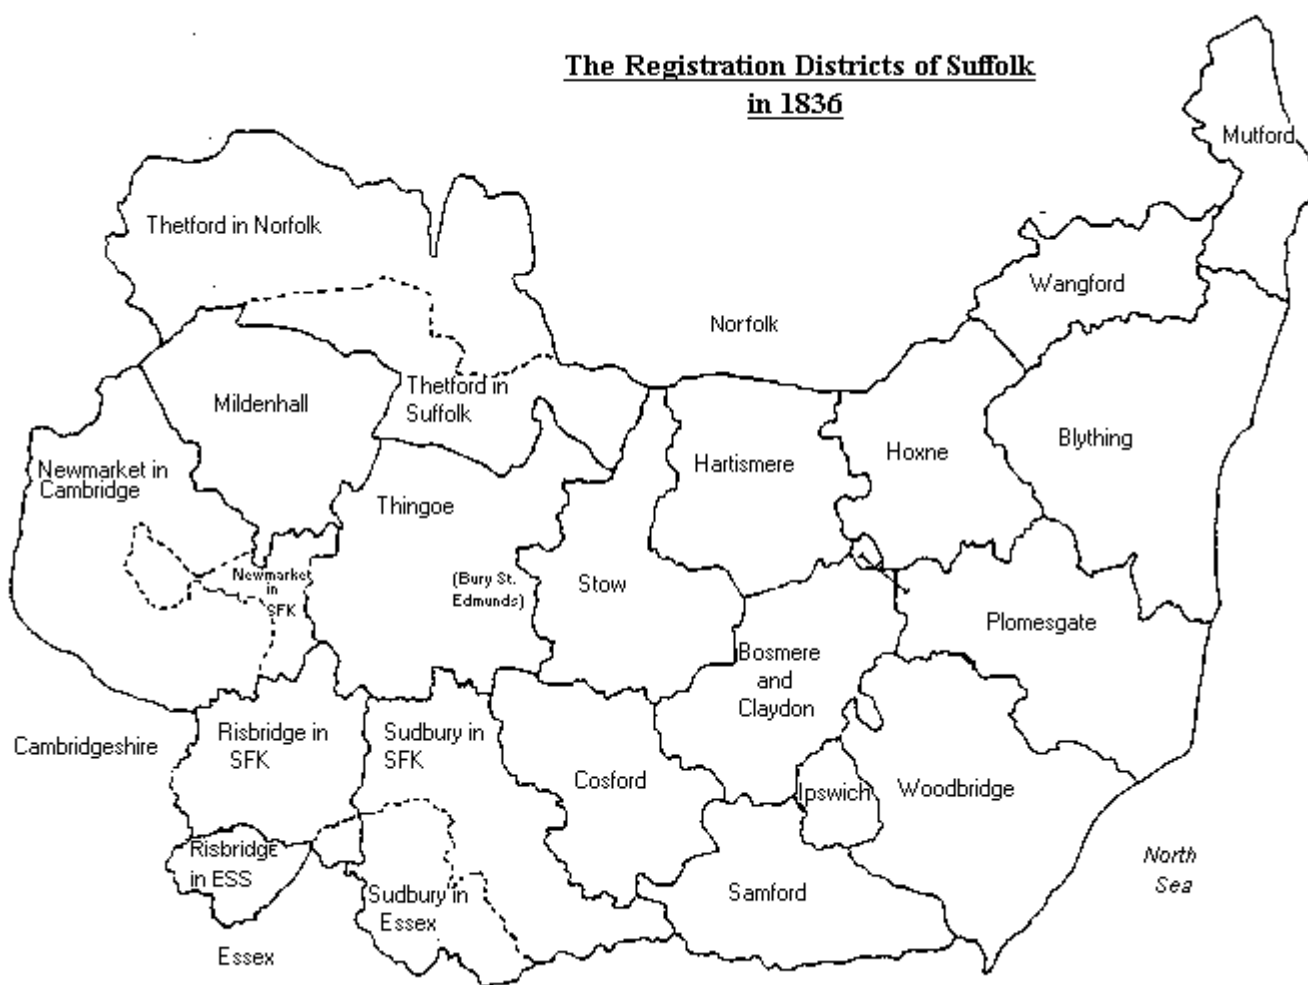 The Registration Districts of Suffolk
in 1836
Mutford
Thetford in Norfolk
Wangford
Norfolk
Mildenhall
Thetford in
Suffolk
Blything
Hoxne
Hartismere
Newmarket in
Cambridge
Thingoe
Newmarket
in
SFK
(Bury St.
Edmunds)
Stow
Plomesgate
Bosmere
and
Claydon
Cambridgeshire
Risbridge in
SFK
Sudbury in
SFK
Cosford
Ipswich
Woodbridge
Risbridge
in ESS
North
Sea
Sudbury in
Essex
Samford
Essex